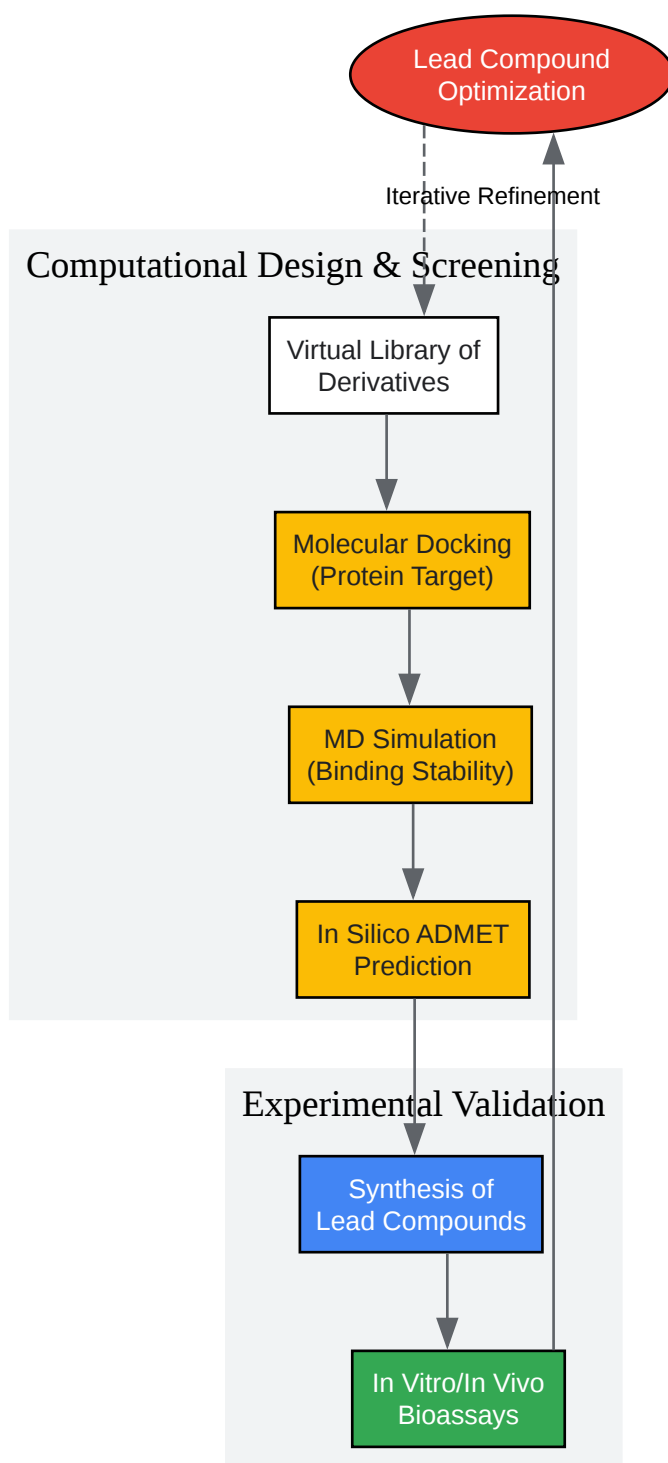 Lead Compound
Optimization
Iterative Refinement
Computational Design & Screening
Virtual Library of
Derivatives
Molecular Docking
(Protein Target)
MD Simulation
(Binding Stability)
In Silico ADMET
Prediction
Experimental Validation
Synthesis of
Lead Compounds
In Vitro/In Vivo
Bioassays